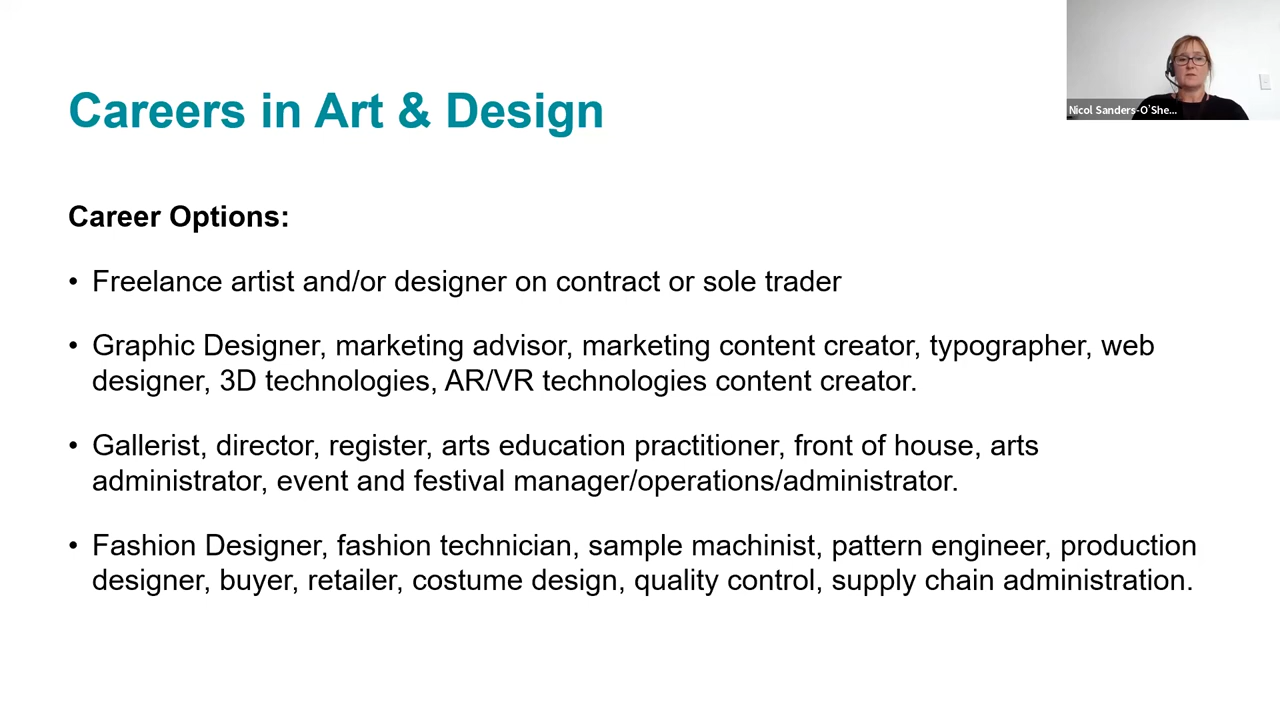 Careers in Art & Design
Nicol Sanders-O'She...
Career Options:
• Freelance artist and/or designer on contract or sole trader
• Graphic Designer, marketing advisor, marketing content creator, typographer, web
designer, 3D technologies, AR/VR technologies content creator.
• Gallerist, director, register, arts education practitioner, front of house, arts
administrator, event and festival manager/operations/administrator.
• Fashion Designer, fashion technician, sample machinist, pattern engineer, production
designer, buyer, retailer, costume design, quality control, supply chain administration.